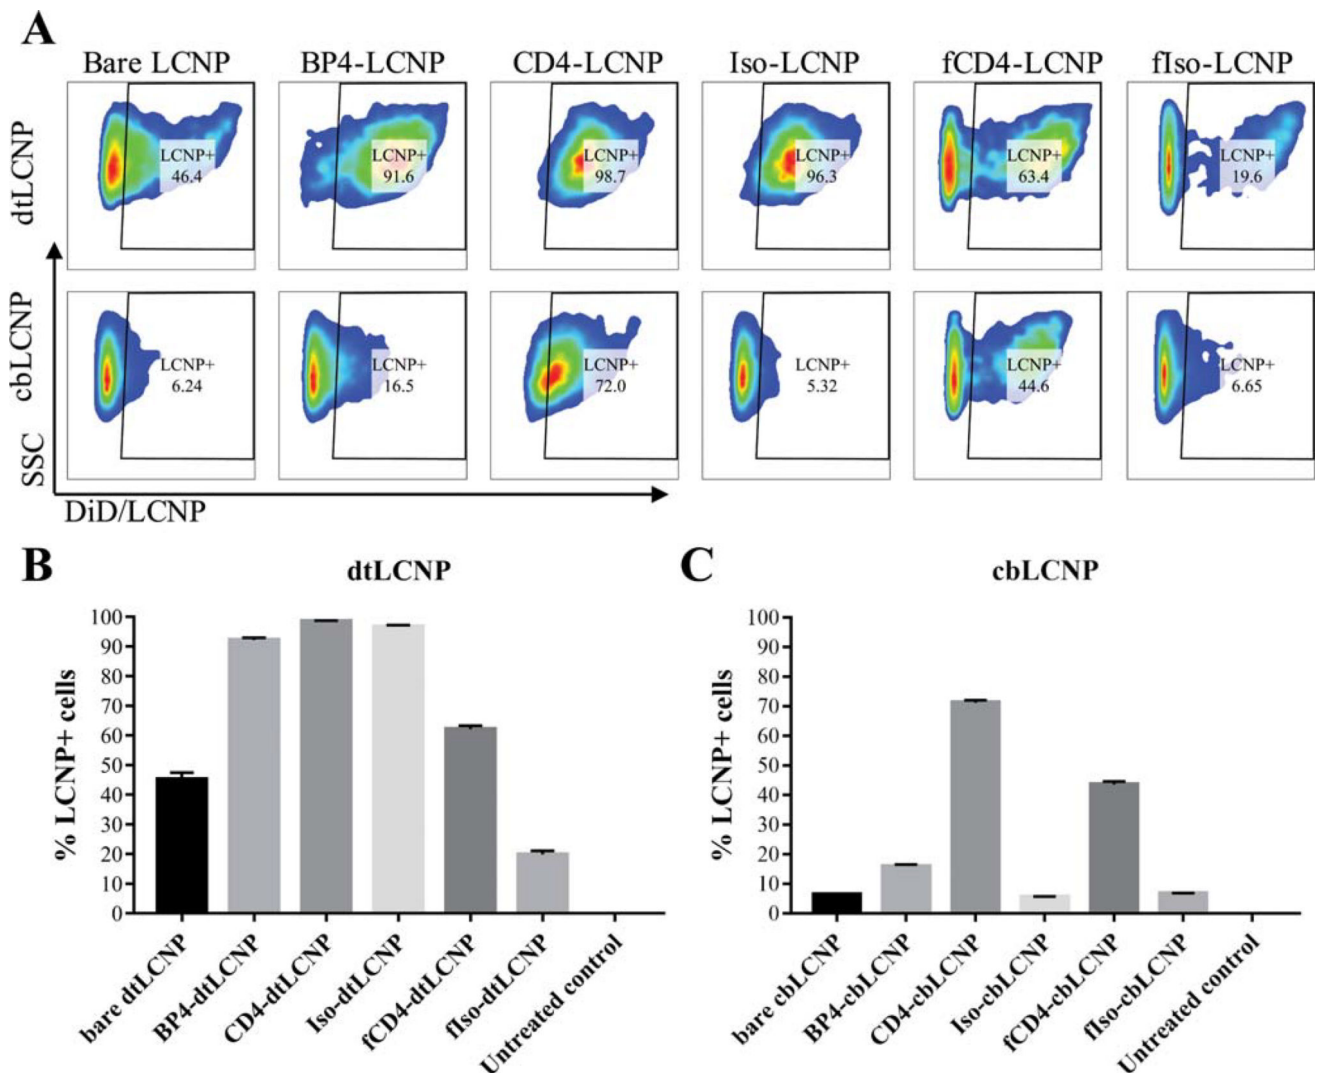 A
Bare LCNP BP4-LCNP CD4-LCNP Iso-LCNP fCD4-LCNP fIso-LCNP
dtLCNP
LCNP+ LCNP+ LCNP+ LCNP+ LCNP+ LCNP+
46.4 91.6 98.7 96.3 63.4 19.6
cbLCNP
LCNP+ LCNP+ LCNP+ LCNP+ LCNP+ LCNP+
6.24 16.5 72.0 5.32 44.6 6.65
SSC
DiD/LCNP
B
dtLCNP
% LCNP+ cells
100
90
80
70
60
50
40
30
20
10
0
bare dtLCNP
BP4-dtLCNP
CD4-dtLCNP
Iso-dtLCNP
fCD4-dtLCNP
fIso-dtLCNP
Untreated control
C
cbLCNP
% LCNP+ cells
100
90
80
70
60
50
40
30
20
10
0
bare cbLCNP
BP4-cbLCNP
CD4-cbLCNP
Iso-cbLCNP
fCD4-cbLCNP
fIso-cbLCNP
Untreated control